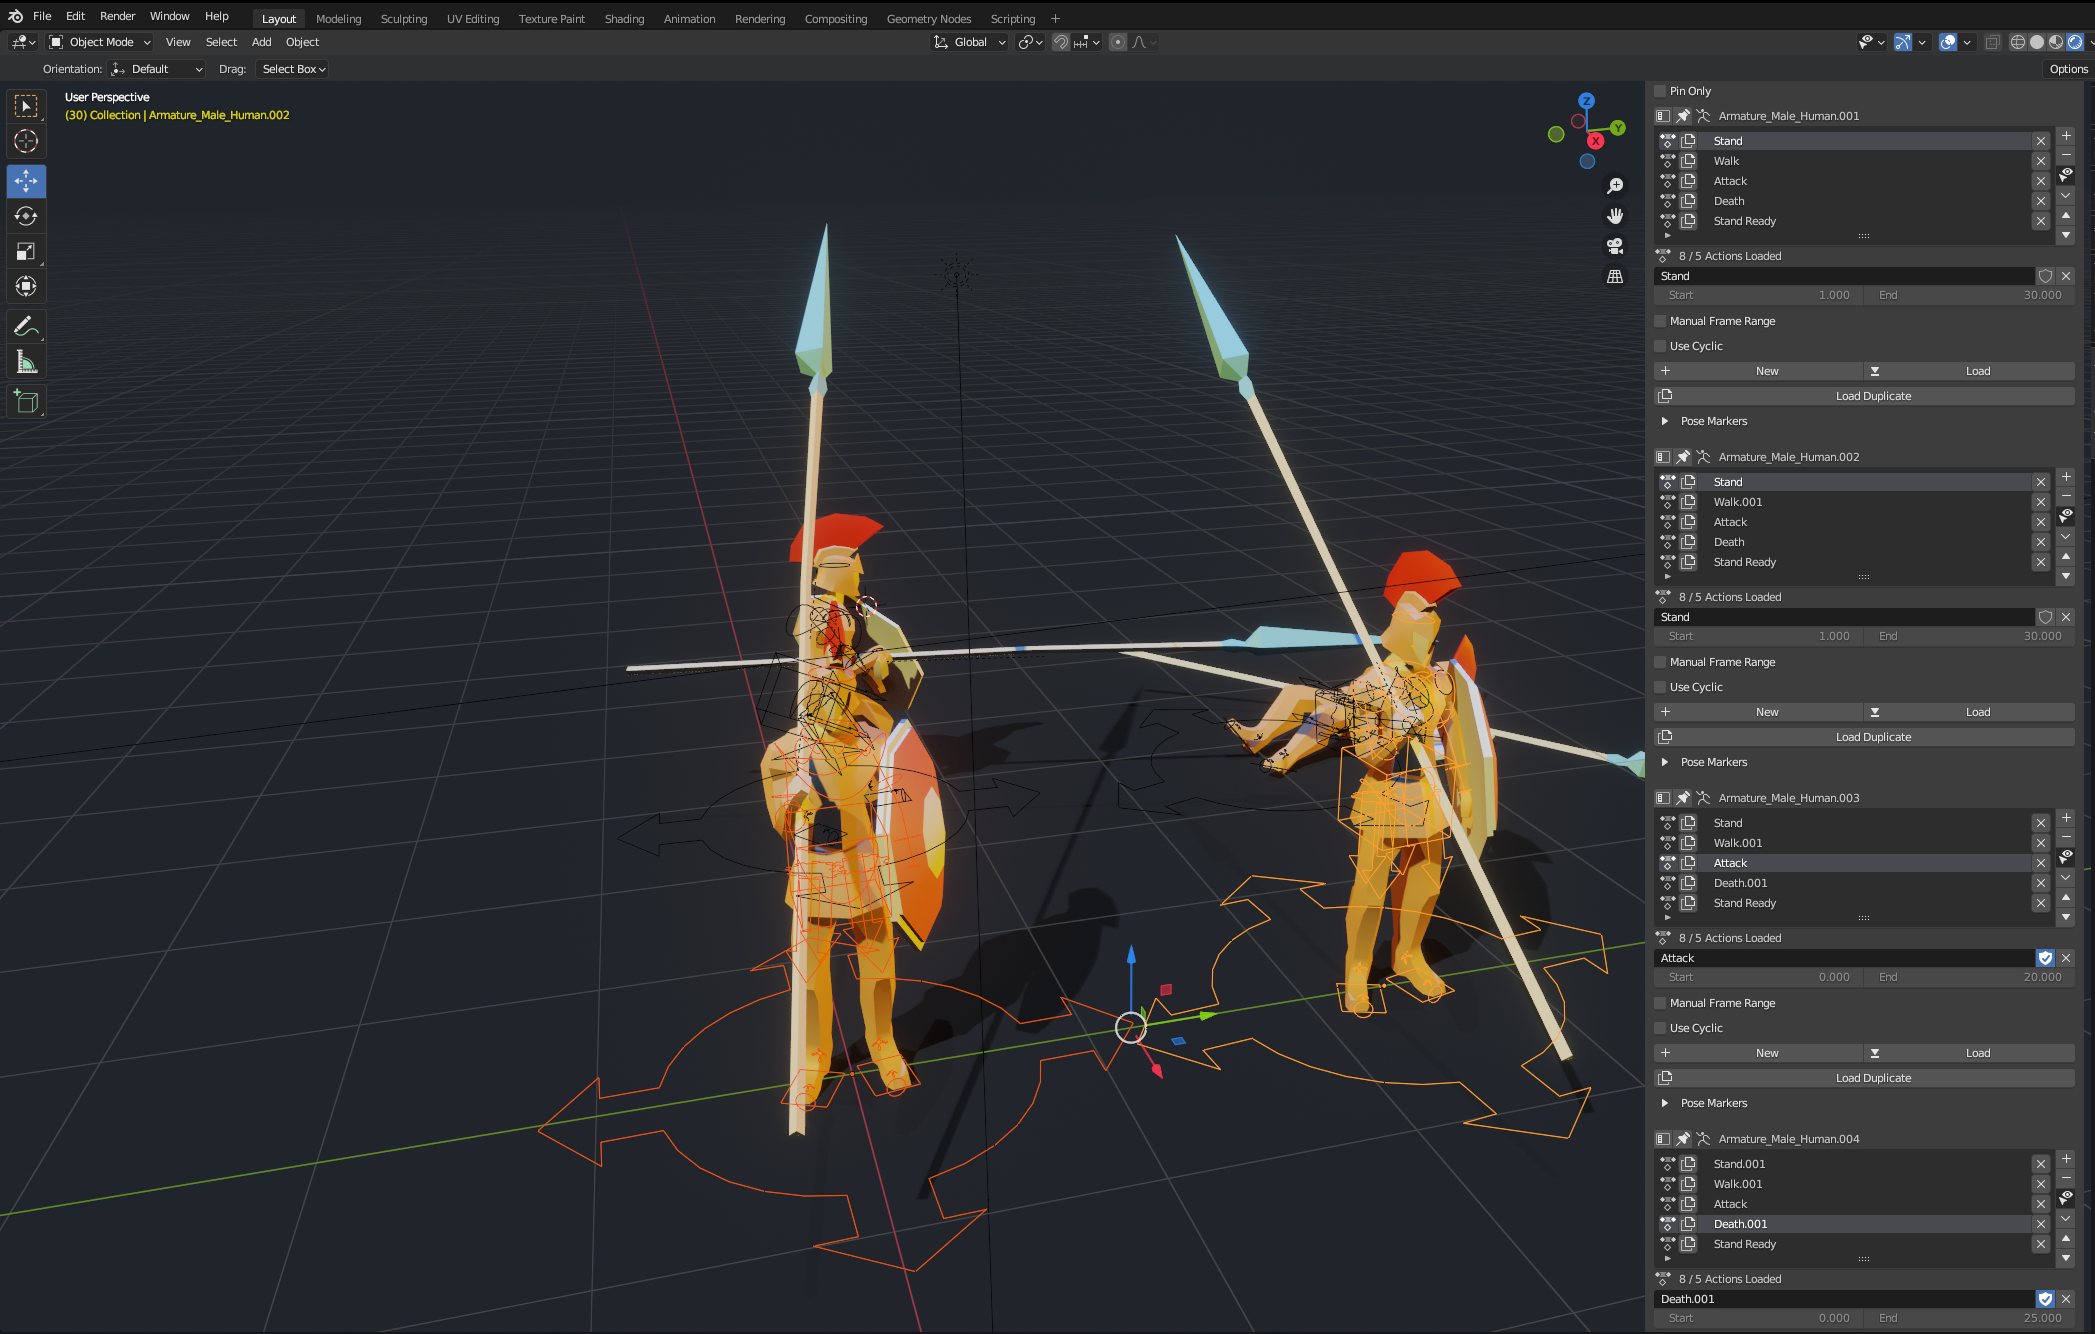 File Edit Render Window Help Layout Modeling Sculpting UV Editing Texture Paint Shading Animation Rendering Compositing Geometry Nodes Scripting +
Object Mode View Select Add Object Global
Orientation: Default Drag: Select Box Options
User Perspective
(30) Collection | Armature_Male_Human.002
Z
Y
X
Pin Only
Armature_Male_Human.001
Stand
Walk
Attack
Death
Stand Ready
8 / 5 Actions Loaded
Stand
Start 1.000 End 30.000
Manual Frame Range
Use Cyclic
New Load
Load Duplicate
Pose Markers
Armature_Male_Human.002
Stand
Walk.001
Attack
Death
Stand Ready
8 / 5 Actions Loaded
Stand
Start 1.000 End 30.000
Manual Frame Range
Use Cyclic
New Load
Load Duplicate
Pose Markers
Armature_Male_Human.003
Stand
Walk.001
Attack
Death.001
Stand Ready
8 / 5 Actions Loaded
Attack
Start 0.000 End 20.000
Manual Frame Range
Use Cyclic
New Load
Load Duplicate
Pose Markers
Armature_Male_Human.004
Stand.001
Walk.001
Attack
Death.001
Stand Ready
8 / 5 Actions Loaded
Death.001
Start 0.000 End 25.000